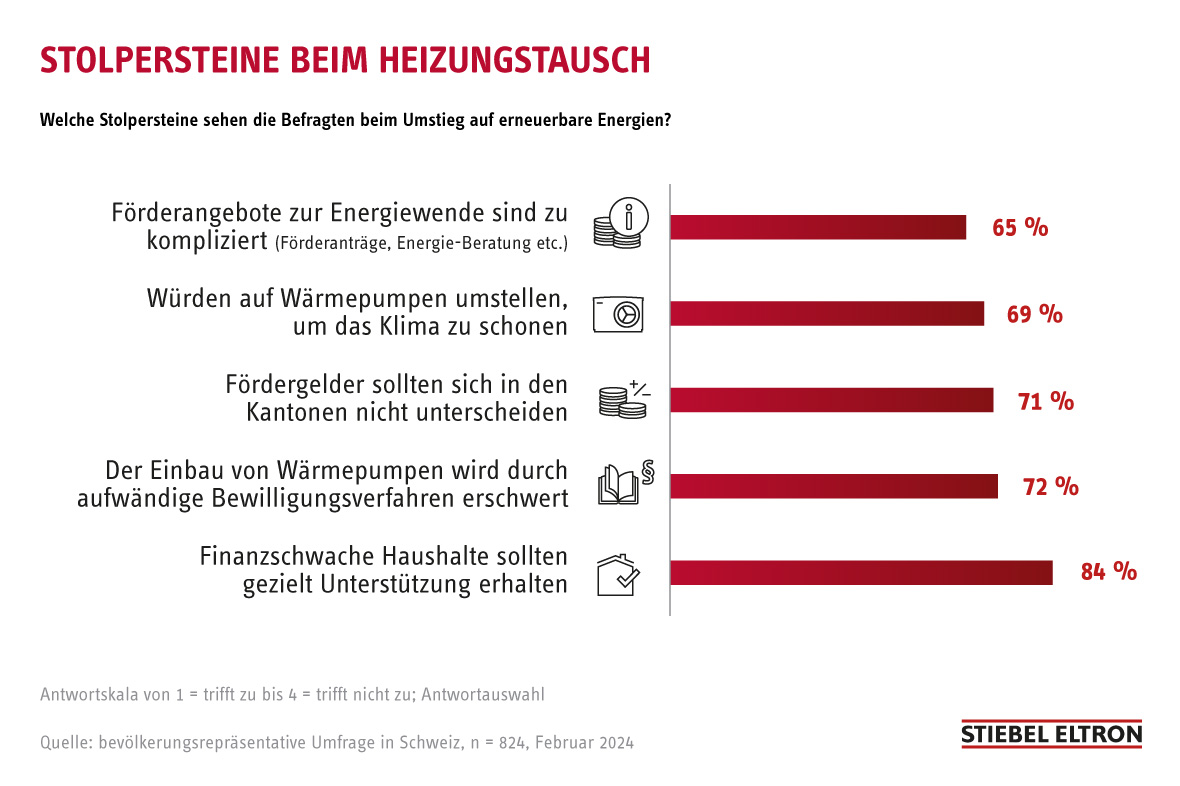 STOLPERSTEINE BEIM HEIZUNGSTAUSCH
Welche Stolpersteine sehen die Befragten beim Umstieg auf erneuerbare Energien?
Förderangebote zur Energiewende sind zu
kompliziert (Förderanträge, Energie-Beratung etc.)
65 %
Würden auf Wärmepumpen umstellen,
um das Klima zu schonen
69 %
Fördergelder sollten sich in den
Kantonen nicht unterscheiden
71 %
Der Einbau von Wärmepumpen wird durch
aufwändige Bewilligungsverfahren erschwert
72 %
Finanzschwache Haushalte sollten
gezielt Unterstützung erhalten
84 %
Antwortskala von 1 = trifft zu bis 4 = trifft nicht zu; Antwortauswahl
Quelle: bevölkerungsrepräsentative Umfrage in Schweiz, n = 824, Februar 2024
STIEBEL ELTRON